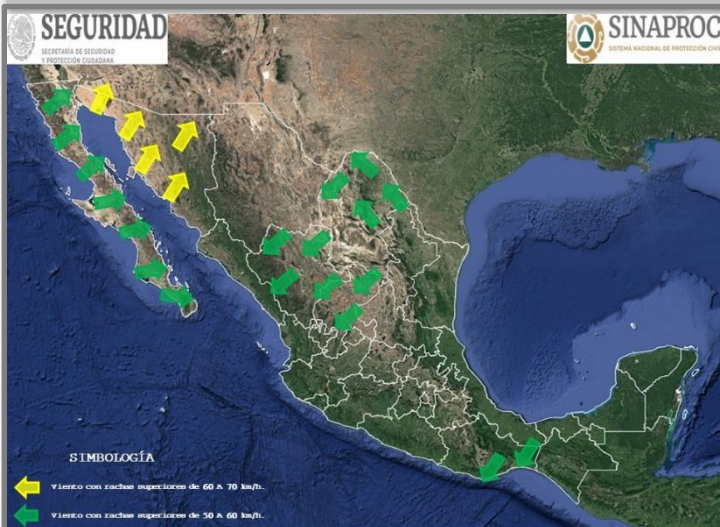 SEGURIDAD
SECRETARÍA DE SEGURIDAD
Y PROTECCIÓN CIUDADANA
SINAPROC
SISTEMA NACIONAL DE PROTECCIÓN CIVIL
SIMBOLOGÍA
Viento con rachas superiores de 60 A 70 km/h.
Viento con rachas superiores de 50 A 60 km/h.